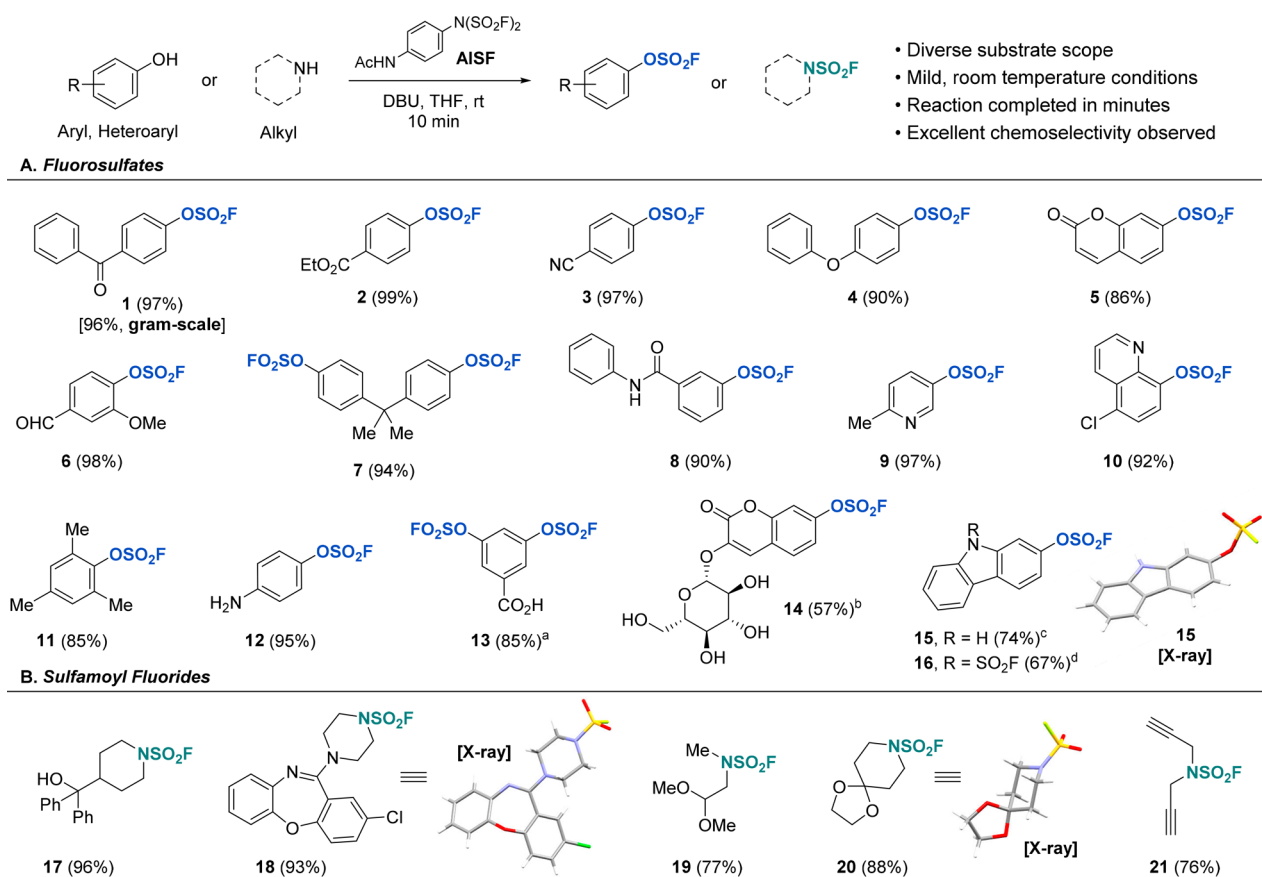 N(SO₂F)₂
AcHN
AISF
OH
R
or
NH
DBU, THF, rt
10 min
Aryl, Heteroaryl
Alkyl
OSO₂F
R
or
NSO₂F
• Diverse substrate scope
• Mild, room temperature conditions
• Reaction completed in minutes
• Excellent chemoselectivity observed
A. Fluorosulfates
OSO₂F
O
1 (97%)
[96%, gram-scale]
OSO₂F
EtO₂C
2 (99%)
OSO₂F
NC
3 (97%)
OSO₂F
O
4 (90%)
O
O
OSO₂F
5 (86%)
OSO₂F
OHC
OMe
6 (98%)
FO₂SO
OSO₂F
Me
Me
7 (94%)
O
N
H
OSO₂F
8 (90%)
OSO₂F
Me
N
9 (97%)
N
OSO₂F
Cl
10 (92%)
Me
OSO₂F
Me
Me
11 (85%)
OSO₂F
H₂N
12 (95%)
FO₂SO
OSO₂F
CO₂H
13 (85%)ᵃ
O
O
OSO₂F
O
O
OH
HO
OH
OH
14 (57%)ᵇ
R
N
OSO₂F
15, R = H (74%)ᶜ
16, R = SO₂F (67%)ᵈ
15
[X-ray]
B. Sulfamoyl Fluorides
NSO₂F
HO
Ph
Ph
17 (96%)
NSO₂F
N
N
O
Cl
18 (93%)
[X-ray]
Me
N
SO₂F
OMe
OMe
19 (77%)
NSO₂F
O
O
20 (88%)
[X-ray]
NSO₂F
21 (76%)